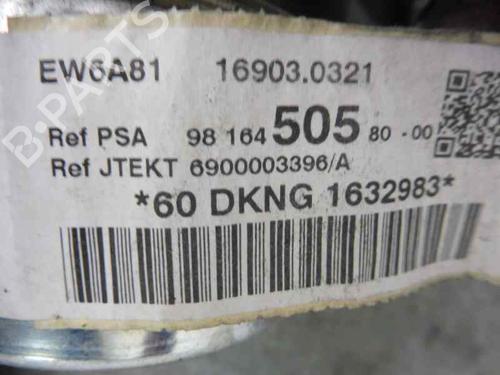 EW6A81 16903.0321
Ref PSA 98 164 505 80 - 00
Ref JTEKT 6900003396/A
*60 DKNG 1632983*
B-PARTS